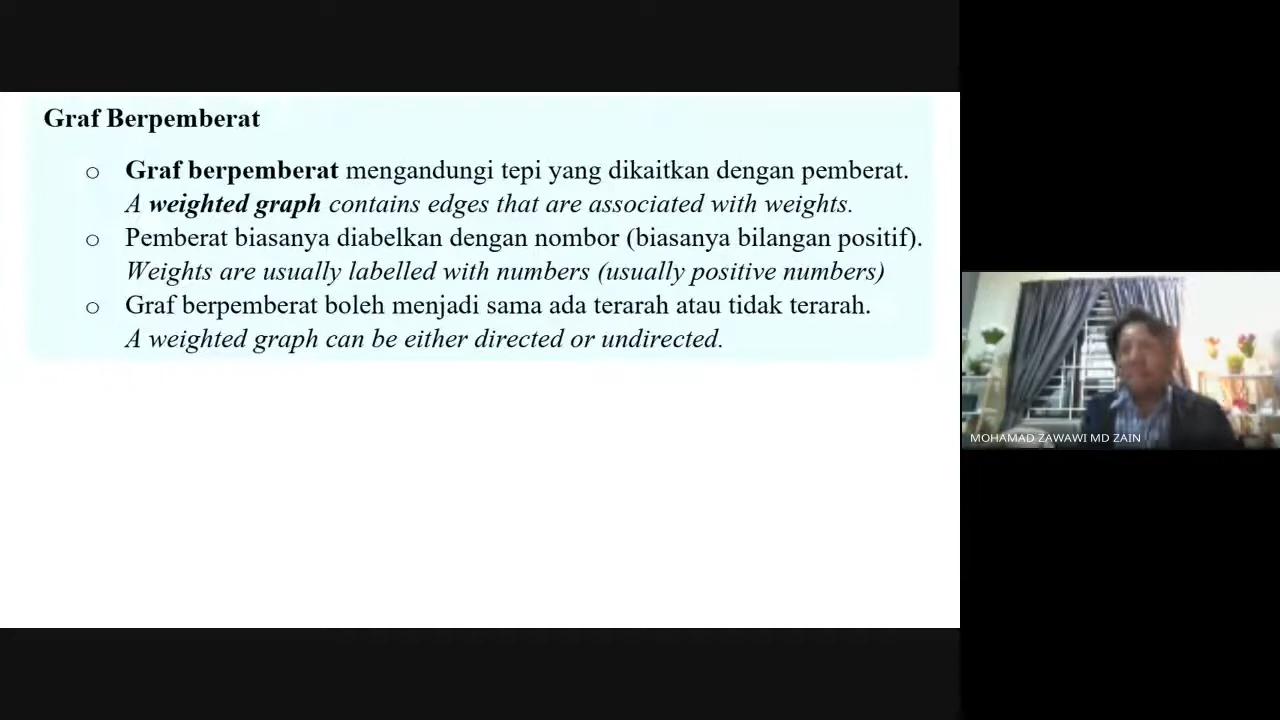 Graf Berpemberat
o Graf berpemberat mengandungi tepi yang dikaitkan dengan pemberat.
A weighted graph contains edges that are associated with weights.
o Pemberat biasanya diabelkan dengan nombor (biasanya bilangan positif).
Weights are usually labelled with numbers (usually positive numbers)
o Graf berpemberat boleh menjadi sama ada terarah atau tidak terarah.
A weighted graph can be either directed or undirected.
MOHAMAD ZAWAWI MD ZAIN